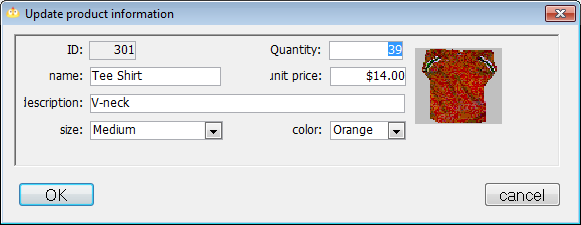 Update product information
ID: 301 Quantity: 39
name: Tee Shirt unit price: $14.00
description: V-neck
size: Medium color: Orange
OK cancel